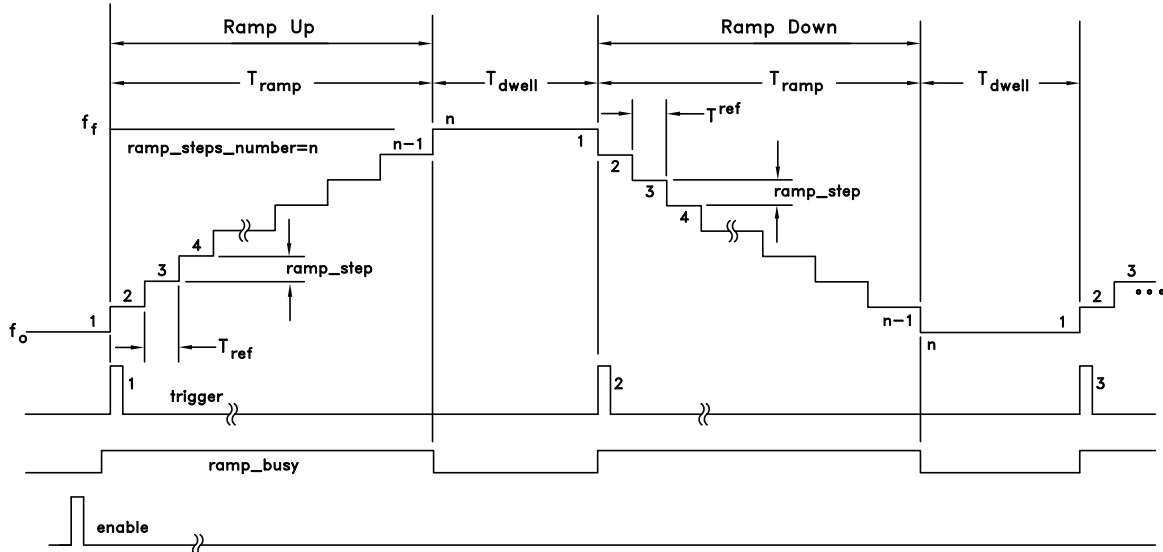 Ramp Up
Ramp Down
T_ramp
T_dwell
T_ramp
T_dwell
T^ref
f_f
n
ramp_steps_number=n
n-1
1
2
3
ramp_step
4
4
3
ramp_step
3
2
2
1
n-1
1
f_o
n
T_ref
1
2
3
trigger
ramp_busy
enable